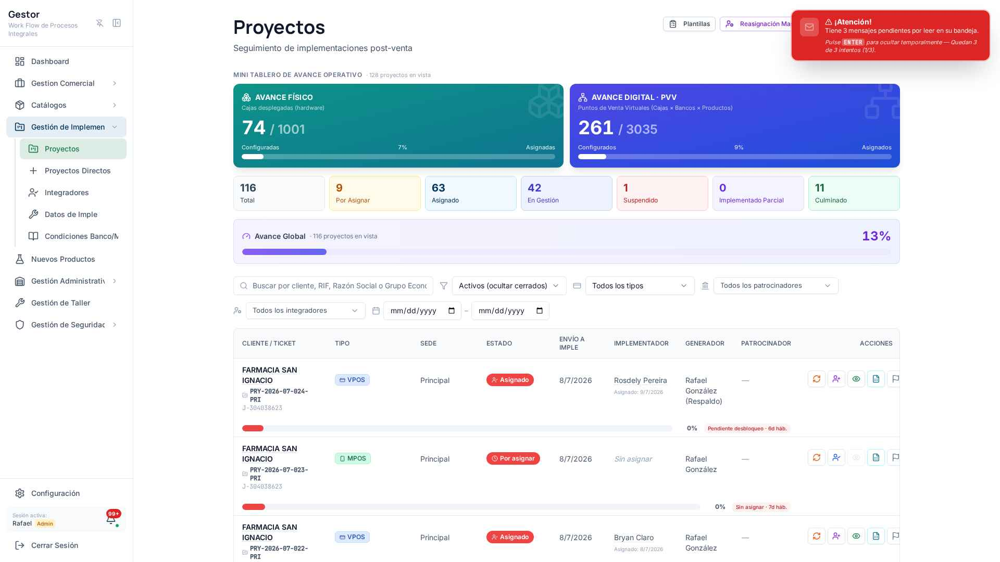 Gestor
Work Flow de Procesos
Integrales
Dashboard
Gestion Comercial
Catálogos
Gestión de Implemen
Proyectos
Proyectos Directos
Integradores
Datos de Imple
Condiciones Banco/M
Nuevos Productos
Gestión Administrativ
Gestión de Taller
Gestión de Seguridad
Configuración
Sesión activa:
Rafael Admin
99+
Cerrar Sesión
Proyectos
Seguimiento de implementaciones post-venta
Plantillas
Reasignación Ma
¡Atención!
Tiene 3 mensajes pendientes por leer en su bandeja.
Pulse ENTER para ocultar temporalmente — Quedan 3
de 3 intentos (1/3).
MINI TABLERO DE AVANCE OPERATIVO · 128 proyectos en vista
AVANCE FÍSICO
Cajas desplegadas (hardware)
74 / 1001
Configuradas 7% Asignadas
AVANCE DIGITAL · PVV
Puntos de Venta Virtuales (Cajas × Bancos × Productos)
261 / 3035
Configurados 9% Asignados
116
Total
9
Por Asignar
63
Asignado
42
En Gestión
1
Suspendido
0
Implementado Parcial
11
Culminado
Avance Global · 116 proyectos en vista 13%
Buscar por cliente, RIF, Razón Social o Grupo Econo
Activos (ocultar cerrados)
Todos los tipos
Todos los patrocinadores
Todos los integradores
mm/dd/yyyy – mm/dd/yyyy
CLIENTE / TICKET TIPO SEDE ESTADO ENVÍO A IMPLE IMPLEMENTADOR GENERADOR PATROCINADOR ACCIONES
FARMACIA SAN
IGNACIO
PRY-2026-07-024-
PRI
J-304038623
VPOS
Principal
Asignado
8/7/2026
Rosdely Pereira
Asignado: 9/7/2026
Rafael
González
(Respaldo)
—
0% Pendiente desbloqueo · 6d háb.
FARMACIA SAN
IGNACIO
PRY-2026-07-023-
PRI
J-304038623
MPOS
Principal
Por asignar
8/7/2026
Sin asignar
Rafael
González
—
0% Sin asignar · 7d háb.
FARMACIA SAN
IGNACIO
PRY-2026-07-022-
PRI
VPOS
Principal
Asignado
8/7/2026
Bryan Claro
Asignado: 8/7/2026
Rafael
González
—